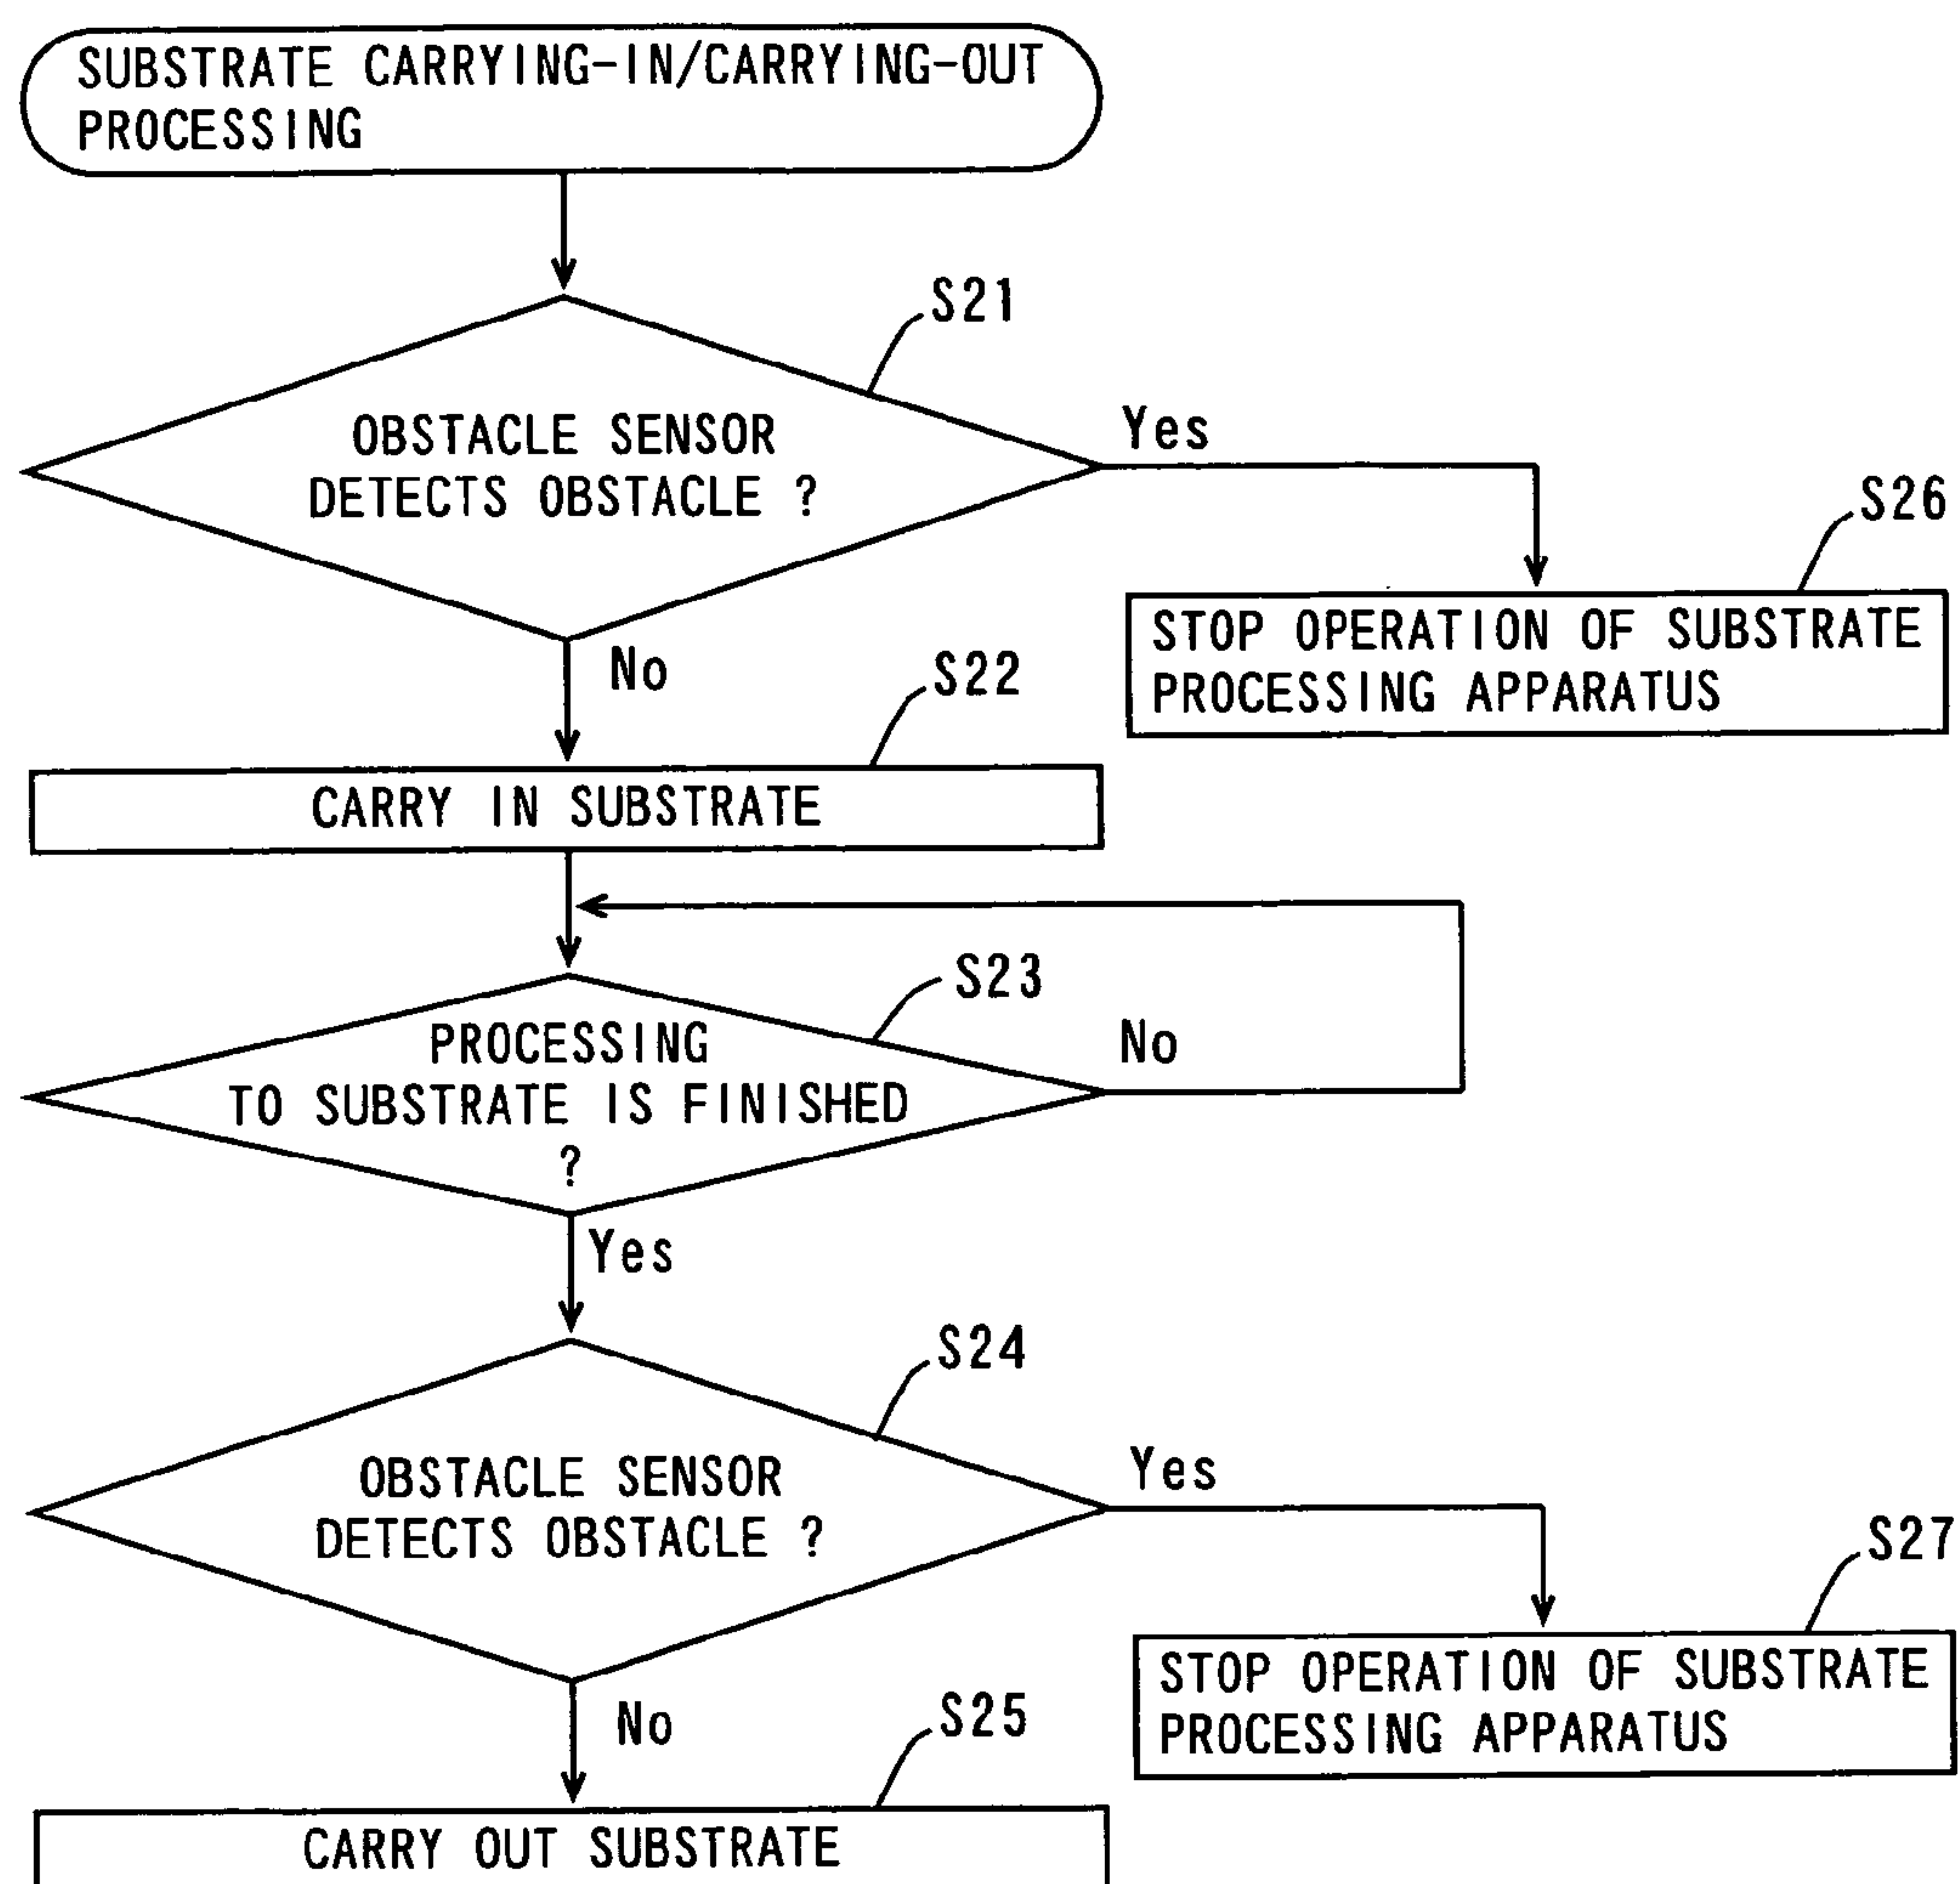 SUBSTRATE CARRYING-IN/CARRYING-OUT
PROCESSING
S21
OBSTACLE SENSOR
DETECTS OBSTACLE ?
Yes
S26
STOP OPERATION OF SUBSTRATE
PROCESSING APPARATUS
No
S22
CARRY IN SUBSTRATE
S23
PROCESSING
TO SUBSTRATE IS FINISHED
?
No
Yes
S24
OBSTACLE SENSOR
DETECTS OBSTACLE ?
Yes
S27
STOP OPERATION OF SUBSTRATE
PROCESSING APPARATUS
No
S25
CARRY OUT SUBSTRATE